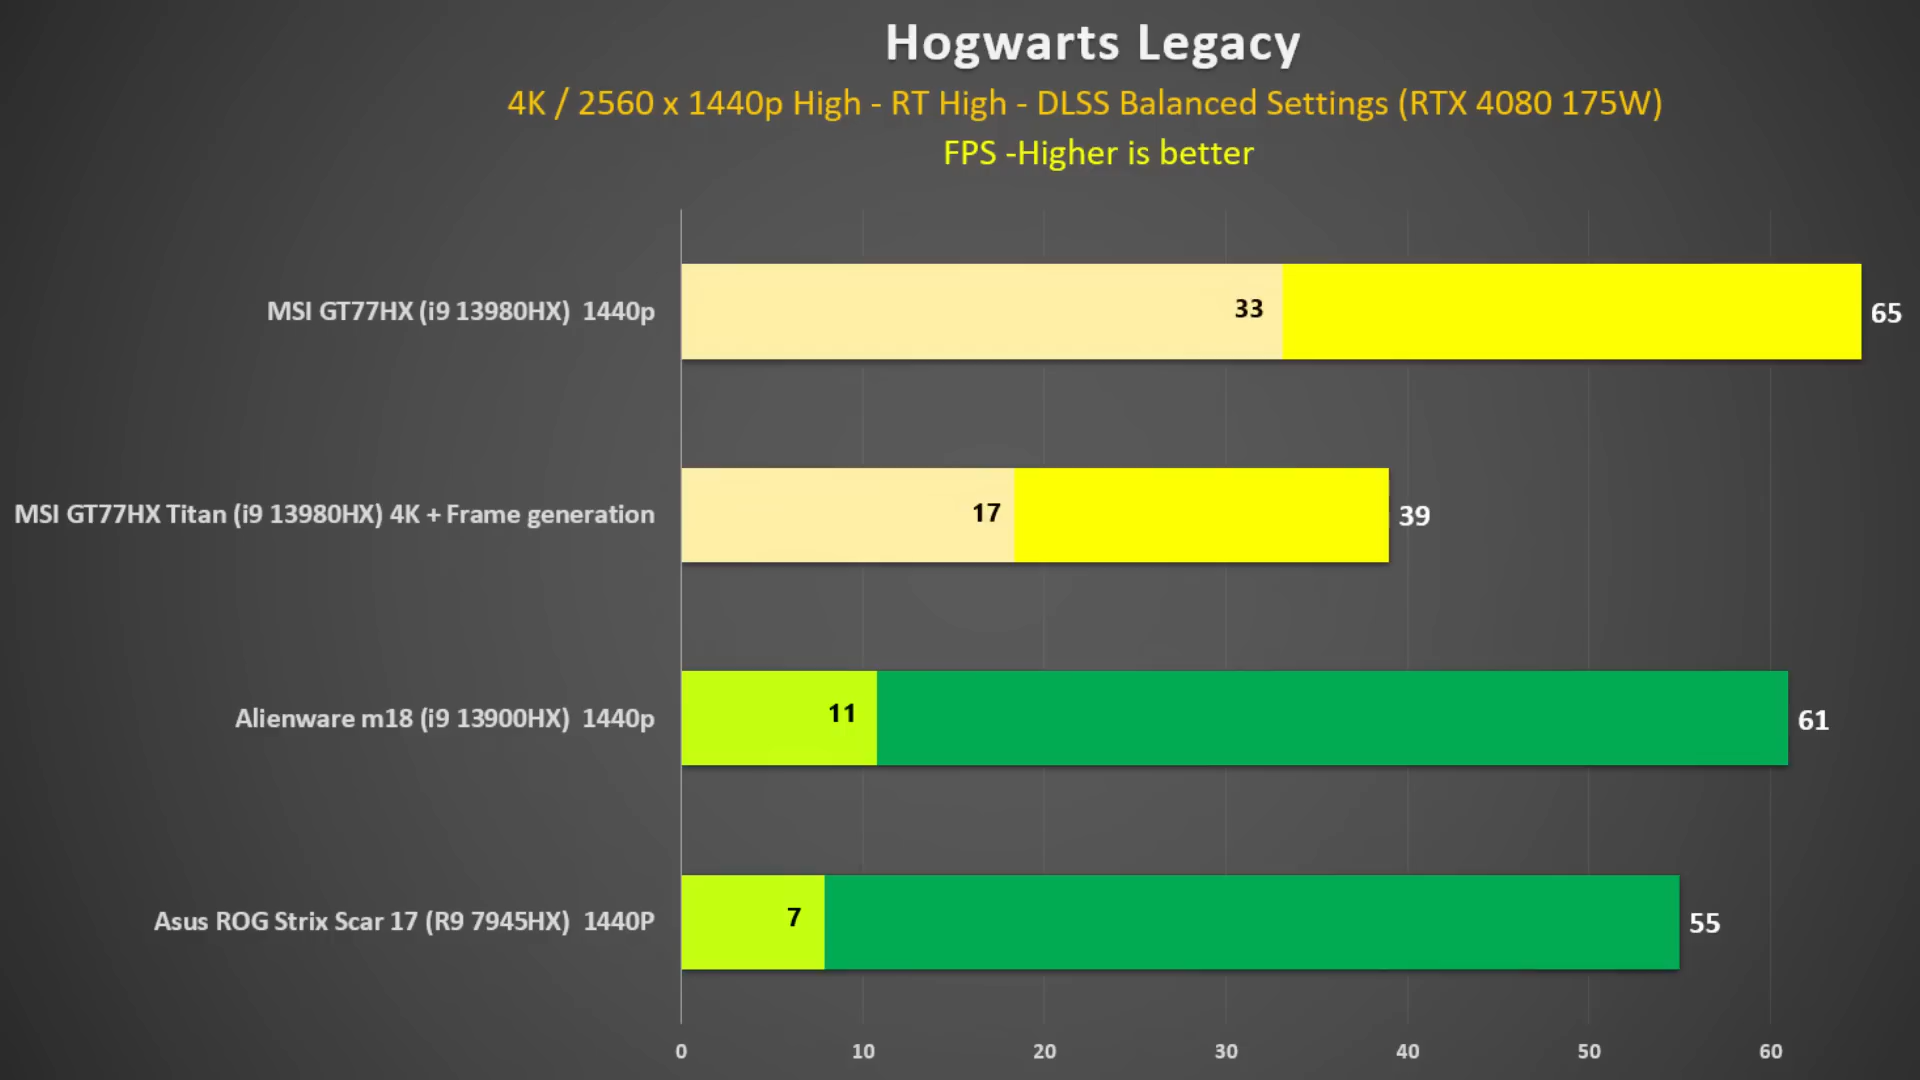 Hogwarts Legacy
4K / 2560 x 1440p High - RT High - DLSS Balanced Settings (RTX 4080 175W)
FPS -Higher is better
MSI GT77HX (i9 13980HX) 1440p
33
65
MSI GT77HX Titan (i9 13980HX) 4K + Frame generation
17
39
Alienware m18 (i9 13900HX) 1440p
11
61
Asus ROG Strix Scar 17 (R9 7945HX) 1440P
7
55
0 10 20 30 40 50 60